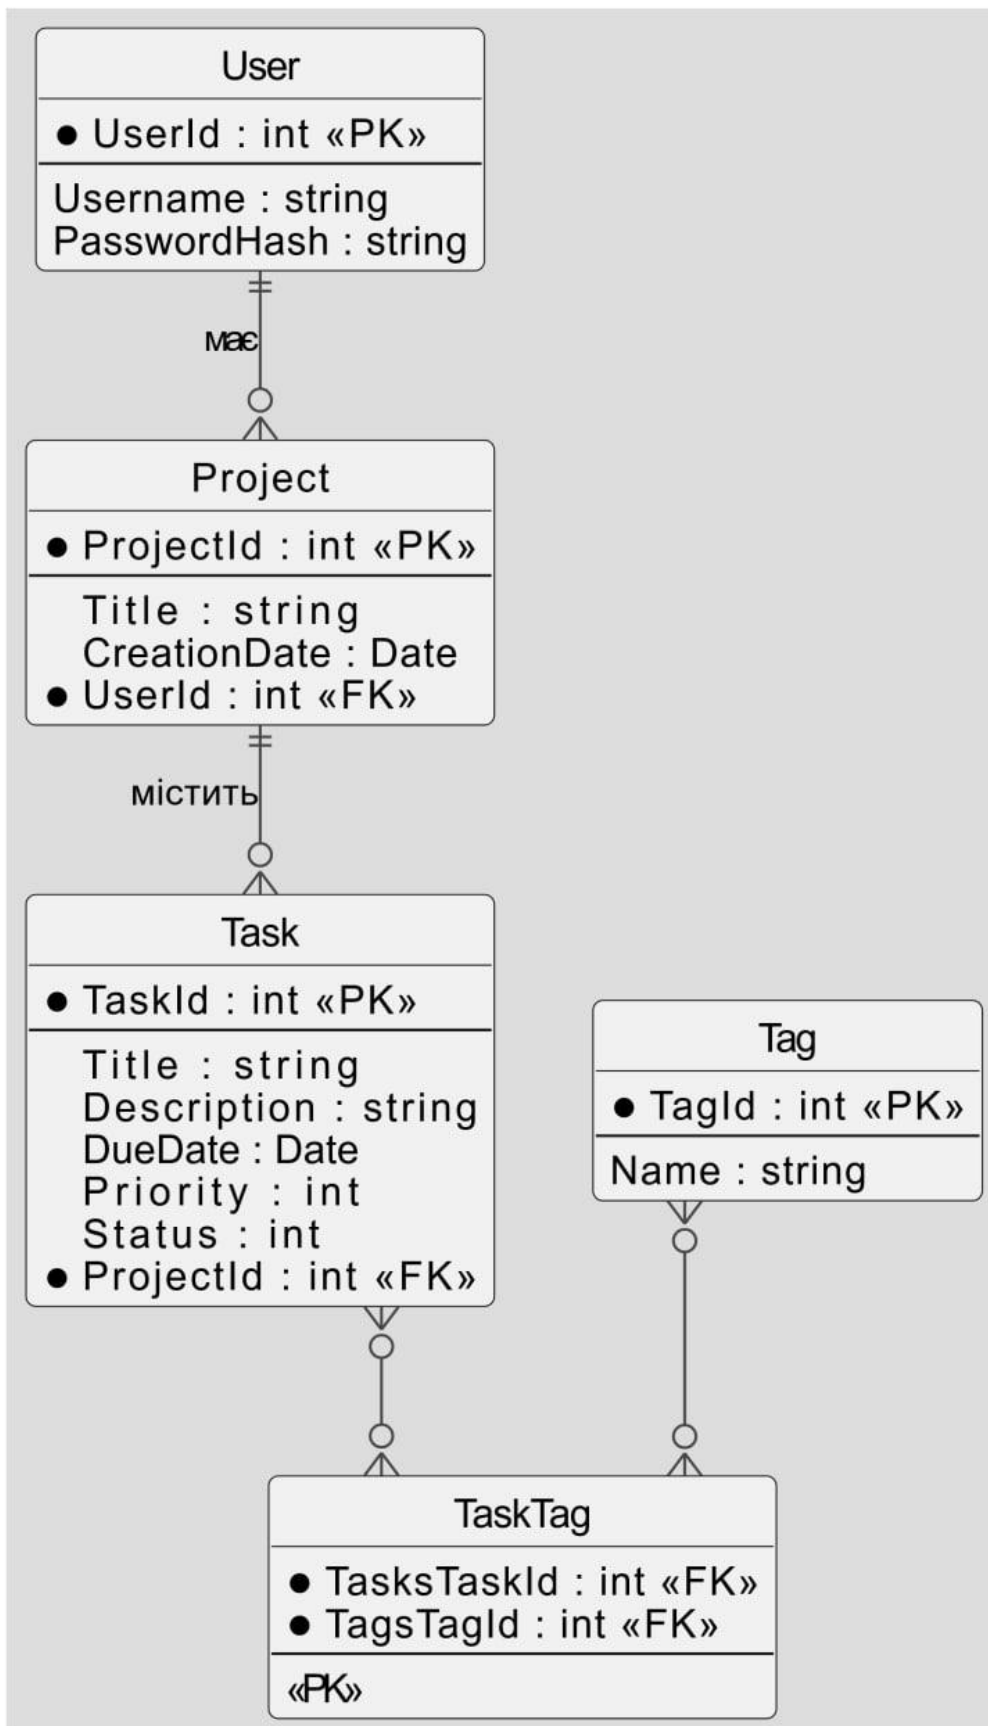 User
● UserId : int «PK»
Username : string
PasswordHash : string
має
Project
● ProjectId : int «PK»
Title : string
CreationDate : Date
● UserId : int «FK»
містить
Task
● TaskId : int «PK»
Title : string
Description : string
DueDate : Date
Priority : int
Status : int
● ProjectId : int «FK»
Tag
● TagId : int «PK»
Name : string
TaskTag
● TasksTaskId : int «FK»
● TagsTagId : int «FK»
«PK»